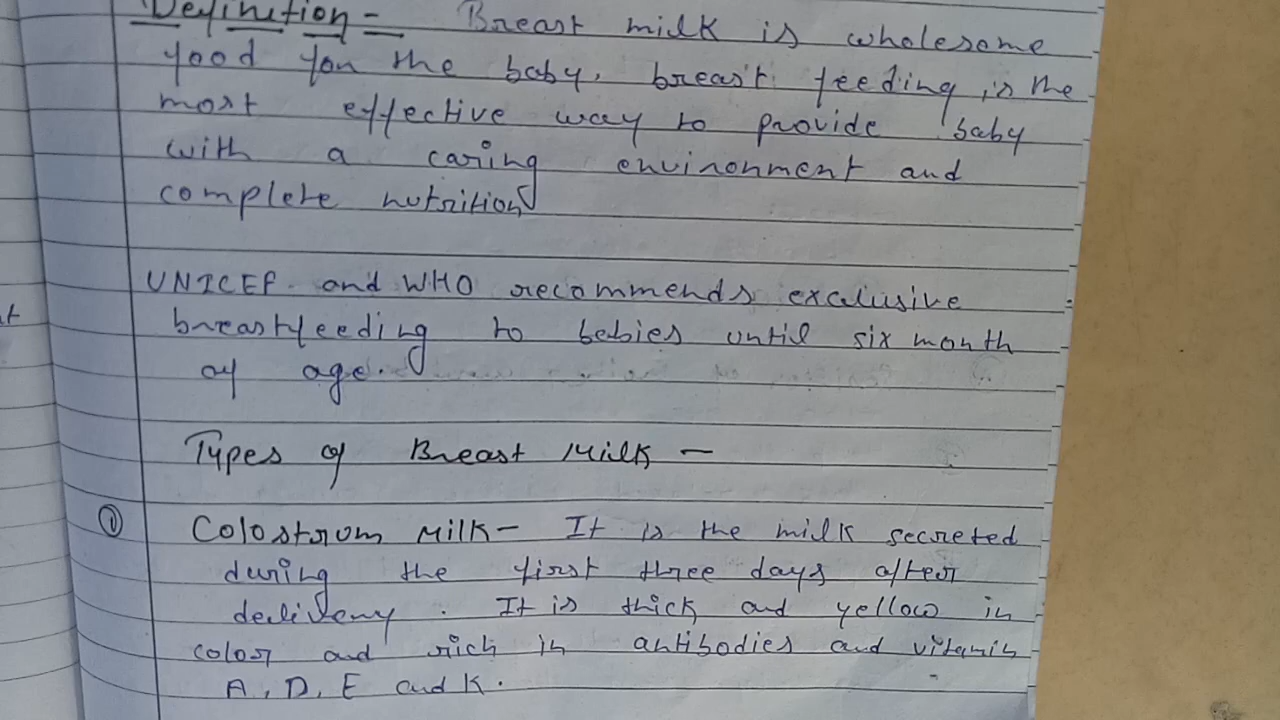 Definition - Breast milk is wholesome
food for the baby, breast feeding is the
most effective way to provide baby
with a caring environment and
complete nutrition
UNICEF and WHO recommends exclusive
breastfeeding to babies until six month
of age.
Types of Breast Milk -
① Colostrum Milk - It is the milk secreted
during the first three days after
delivery. It is thick and yellow in
color and rich in antibodies and vitamin
A, D, E and K.